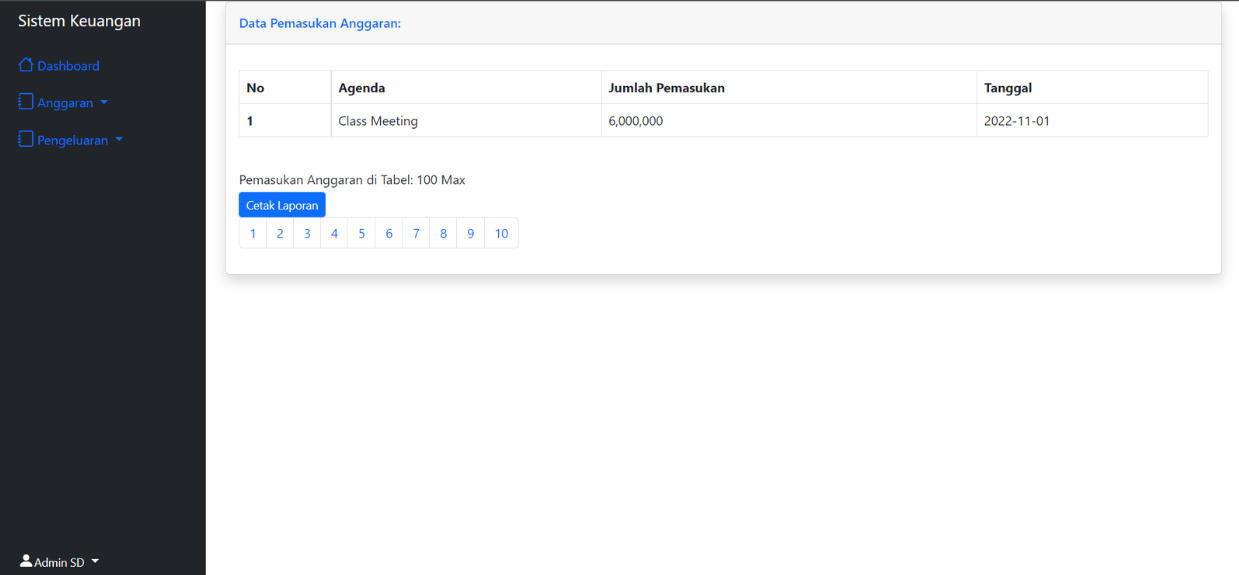 Sistem Keuangan
Dashboard
Anggaran
Pengeluaran
Admin SD
Data Pemasukan Anggaran:
No Agenda Jumlah Pemasukan Tanggal
1 Class Meeting 6,000,000 2022-11-01
Pemasukan Anggaran di Tabel: 100 Max
Cetak Laporan
1 2 3 4 5 6 7 8 9 10